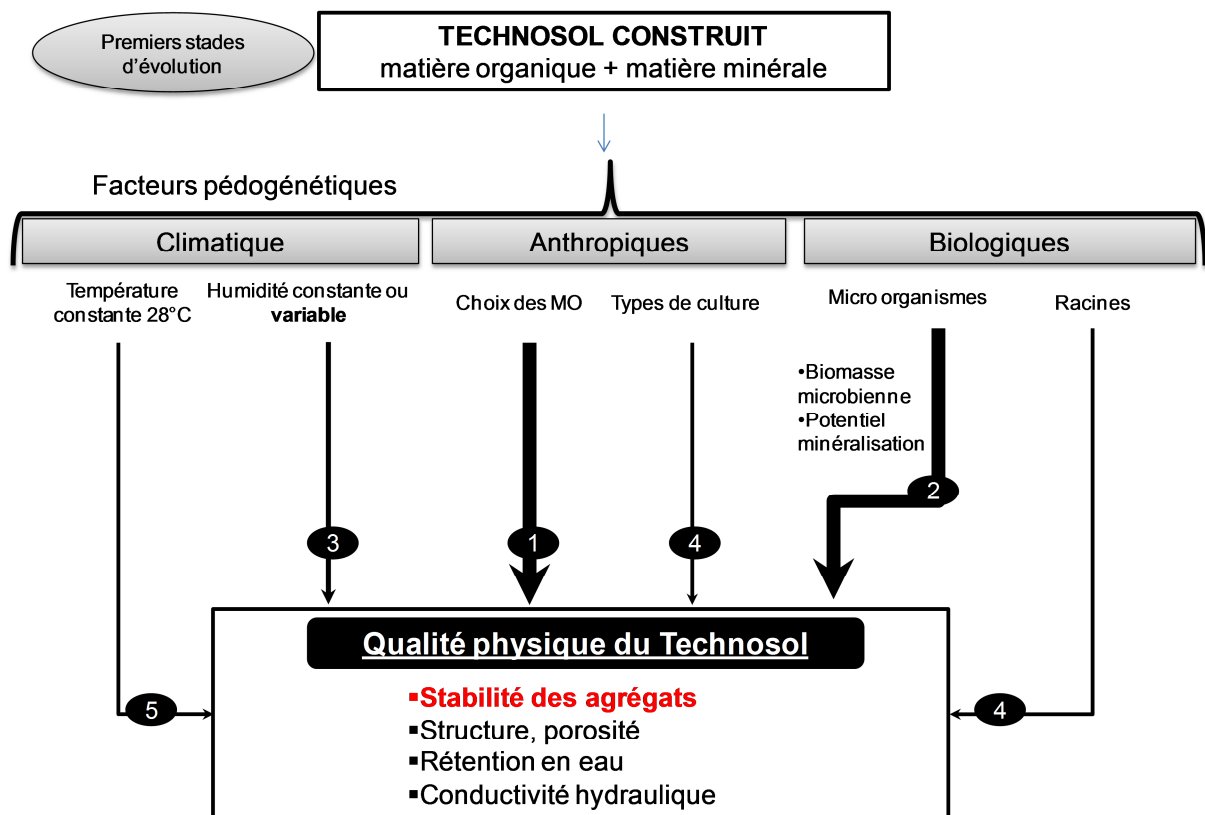 Premiers stades
d'évolution
TECHNOSOL CONSTRUIT
matière organique + matière minérale
Facteurs pédogénétiques
Climatique
Anthropiques
Biologiques
Température
constante 28°C
Humidité constante ou
variable
Choix des MO
Types de culture
Micro organismes
Racines
•Biomasse
microbienne
•Potentiel
minéralisation
2
3
1
4
5
4
Qualité physique du Technosol
▪Stabilité des agrégats
▪Structure, porosité
▪Rétention en eau
▪Conductivité hydraulique